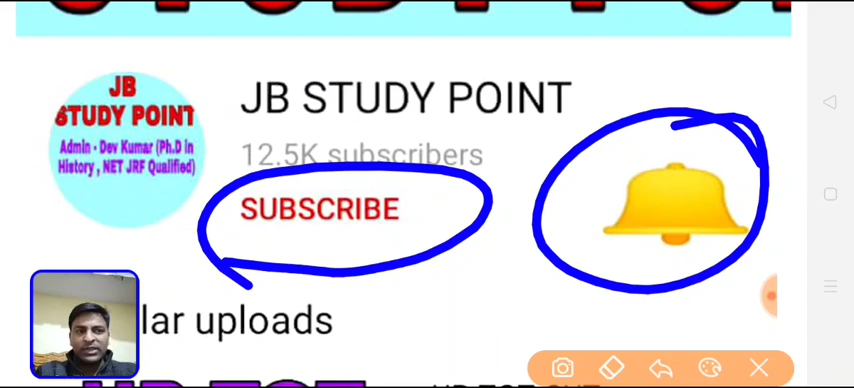 JB
STUDY POINT
Admin - Dev Kumar (Ph.D in
History , NET JRF Qualified)
JB STUDY POINT
12.5K subscribers
SUBSCRIBE
lar uploads